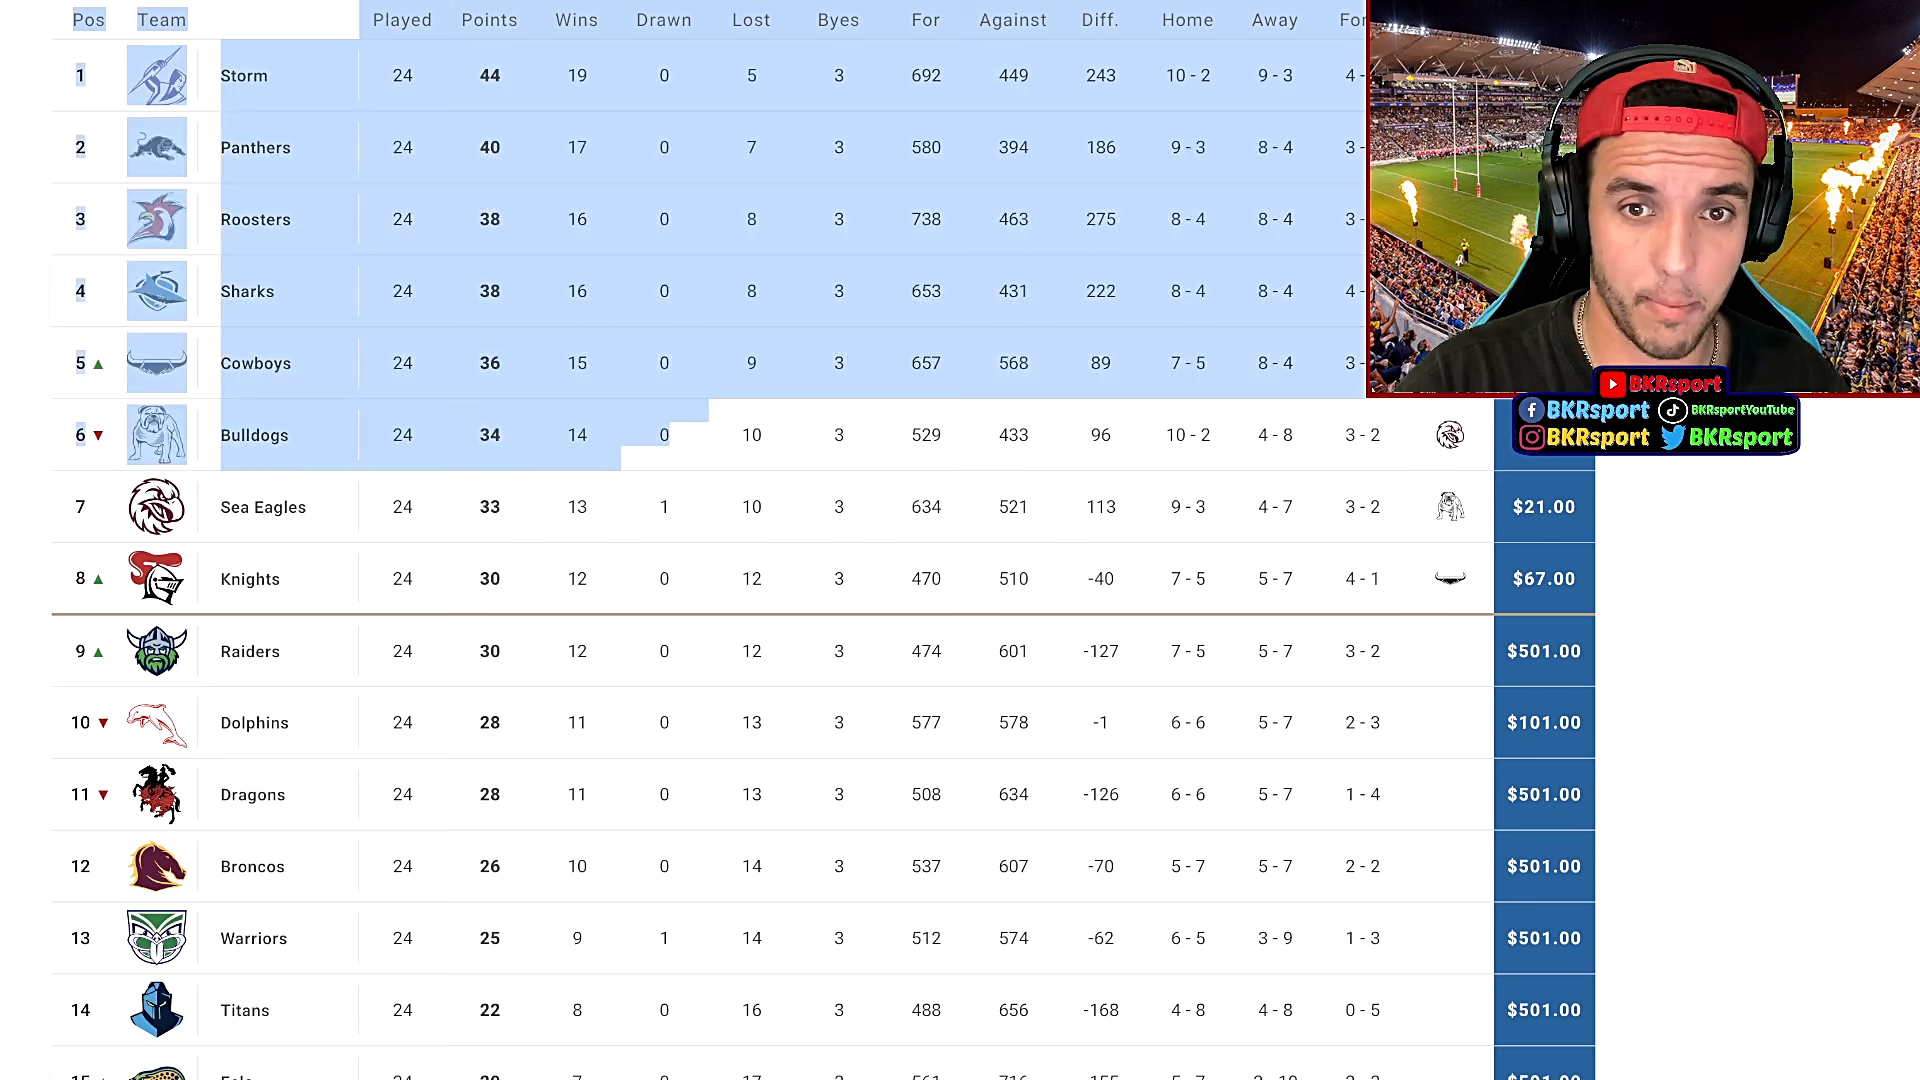 Pos Team Played Points Wins Drawn Lost Byes For Against Diff. Home Away For
1 Storm 24 44 19 0 5 3 692 449 243 10 - 2 9 - 3 4 -
2 Panthers 24 40 17 0 7 3 580 394 186 9 - 3 8 - 4 3 -
3 Roosters 24 38 16 0 8 3 738 463 275 8 - 4 8 - 4 3 -
4 Sharks 24 38 16 0 8 3 653 431 222 8 - 4 8 - 4 4 -
5 Cowboys 24 36 15 0 9 3 657 568 89 7 - 5 8 - 4 3 -
BKRsport
BKRsport BKRsportYouTube
BKRsport BKRsport
6 Bulldogs 24 34 14 0 10 3 529 433 96 10 - 2 4 - 8 3 - 2
7 Sea Eagles 24 33 13 1 10 3 634 521 113 9 - 3 4 - 7 3 - 2 $21.00
8 Knights 24 30 12 0 12 3 470 510 -40 7 - 5 5 - 7 4 - 1 $67.00
9 Raiders 24 30 12 0 12 3 474 601 -127 7 - 5 5 - 7 3 - 2 $501.00
10 Dolphins 24 28 11 0 13 3 577 578 -1 6 - 6 5 - 7 2 - 3 $101.00
11 Dragons 24 28 11 0 13 3 508 634 -126 6 - 6 5 - 7 1 - 4 $501.00
12 Broncos 24 26 10 0 14 3 537 607 -70 5 - 7 5 - 7 2 - 2 $501.00
13 Warriors 24 25 9 1 14 3 512 574 -62 6 - 5 3 - 9 1 - 3 $501.00
14 Titans 24 22 8 0 16 3 488 656 -168 4 - 8 4 - 8 0 - 5 $501.00